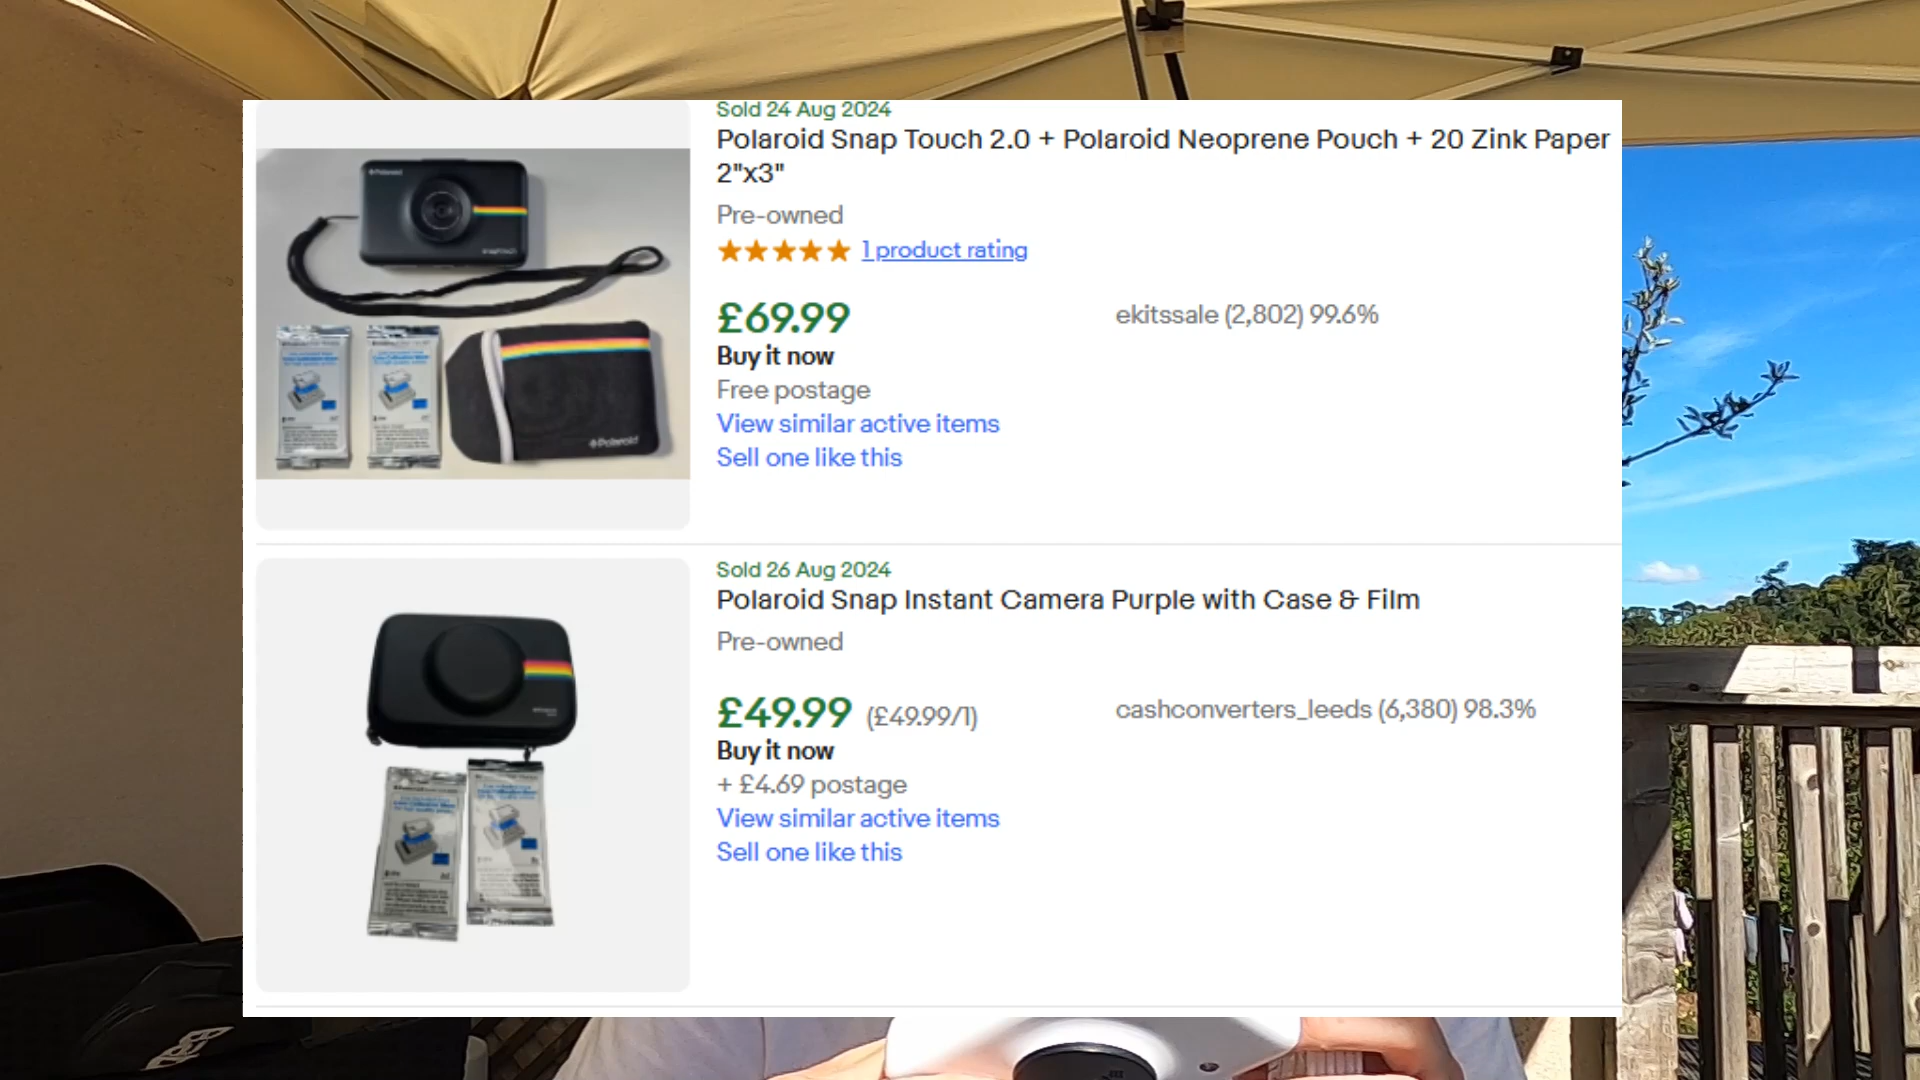 Sold 24 Aug 2024
Polaroid Snap Touch 2.0 + Polaroid Neoprene Pouch + 20 Zink Paper
2"x3"
Pre-owned
1 product rating
£69.99
ekitssale (2,802) 99.6%
Buy it now
Free postage
View similar active items
Sell one like this
Polaroid
Polaroid
Sold 26 Aug 2024
Polaroid Snap Instant Camera Purple with Case & Film
Pre-owned
£49.99 (£49.99/1)
cashconverters_leeds (6,380) 98.3%
Buy it now
+ £4.69 postage
View similar active items
Sell one like this